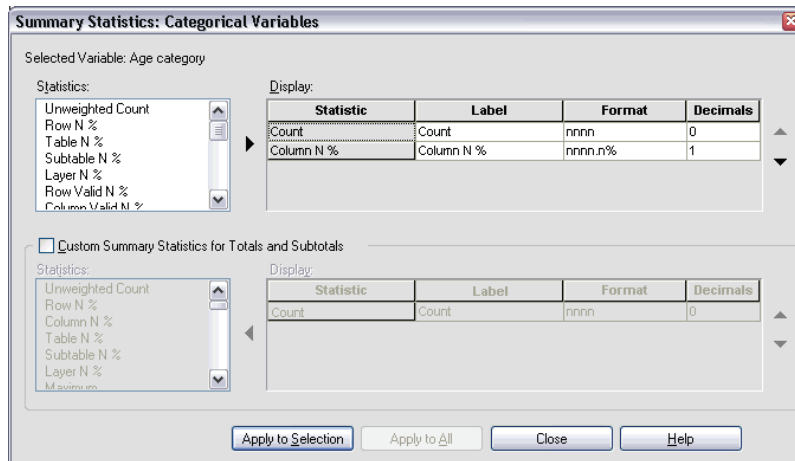 Summary Statistics: Categorical Variables
Selected Variable: Age category
Statistics:
Unweighted Count
Row N %
Table N %
Subtable N %
Layer N %
Row Valid N %
Column Valid N %
Display:
Statistic Label Format Decimals
Count Count nnnn 0
Column N % Column N % nnnn.n% 1
Custom Summary Statistics for Totals and Subtotals
Statistics:
Unweighted Count
Row N %
Column N %
Table N %
Subtable N %
Layer N %
Maximum
Display:
Statistic Label Format Decimals
Count Count nnnn 0
Apply to Selection Apply to All Close Help